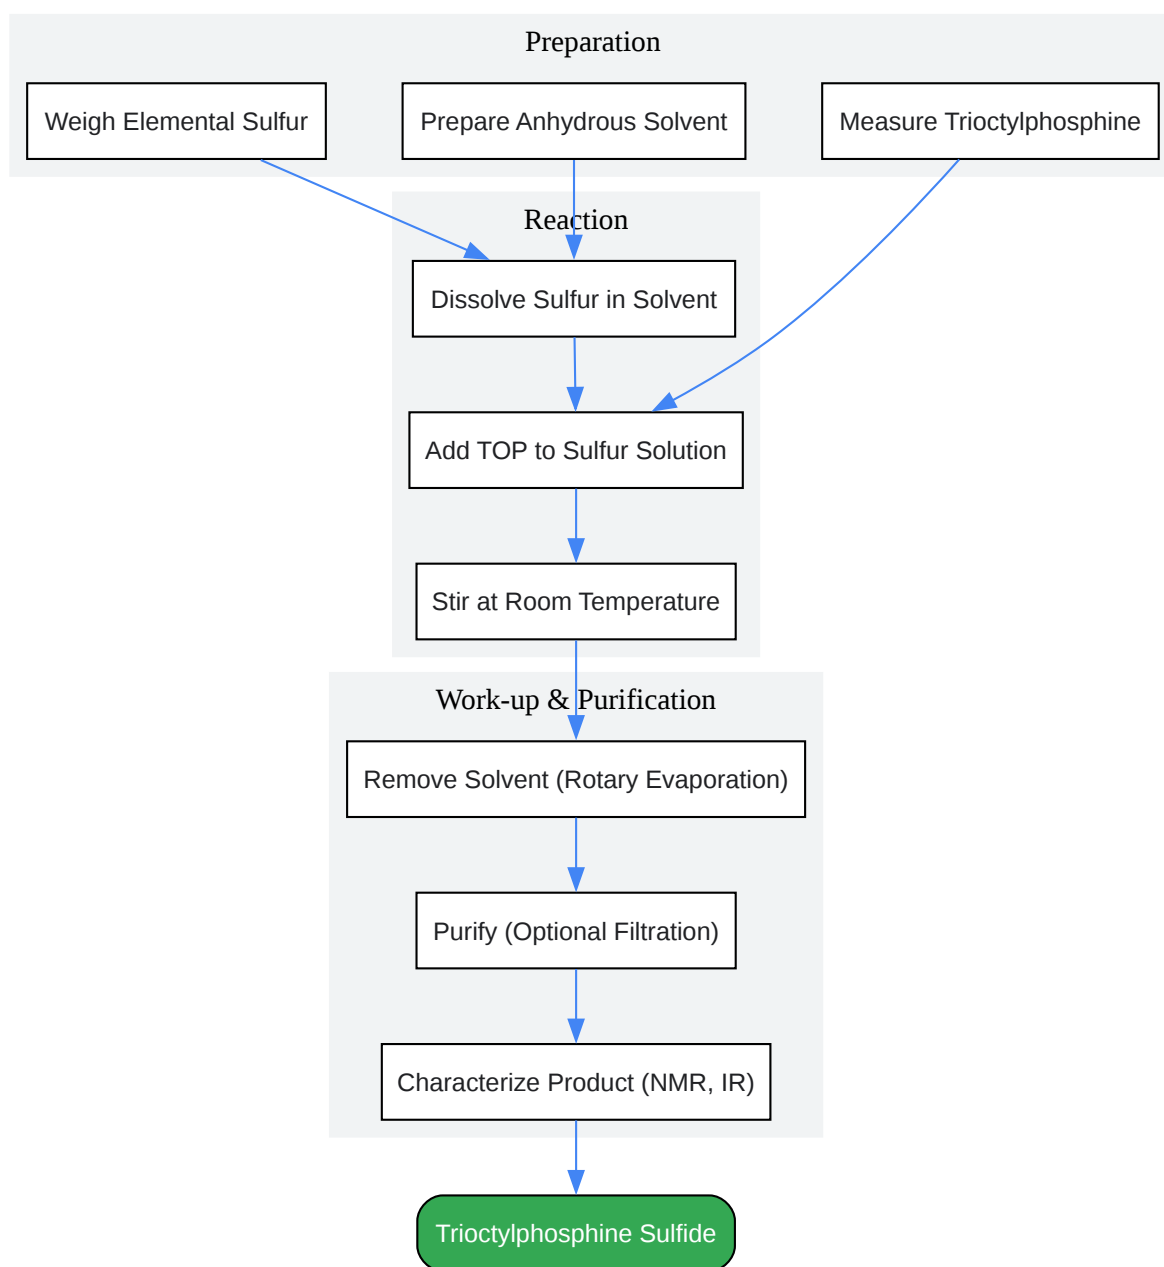 Preparation
Weigh Elemental Sulfur
Prepare Anhydrous Solvent
Measure Trioctylphosphine
Reaction
Dissolve Sulfur in Solvent
Add TOP to Sulfur Solution
Stir at Room Temperature
Work-up & Purification
Remove Solvent (Rotary Evaporation)
Purify (Optional Filtration)
Characterize Product (NMR, IR)
Trioctylphosphine Sulfide